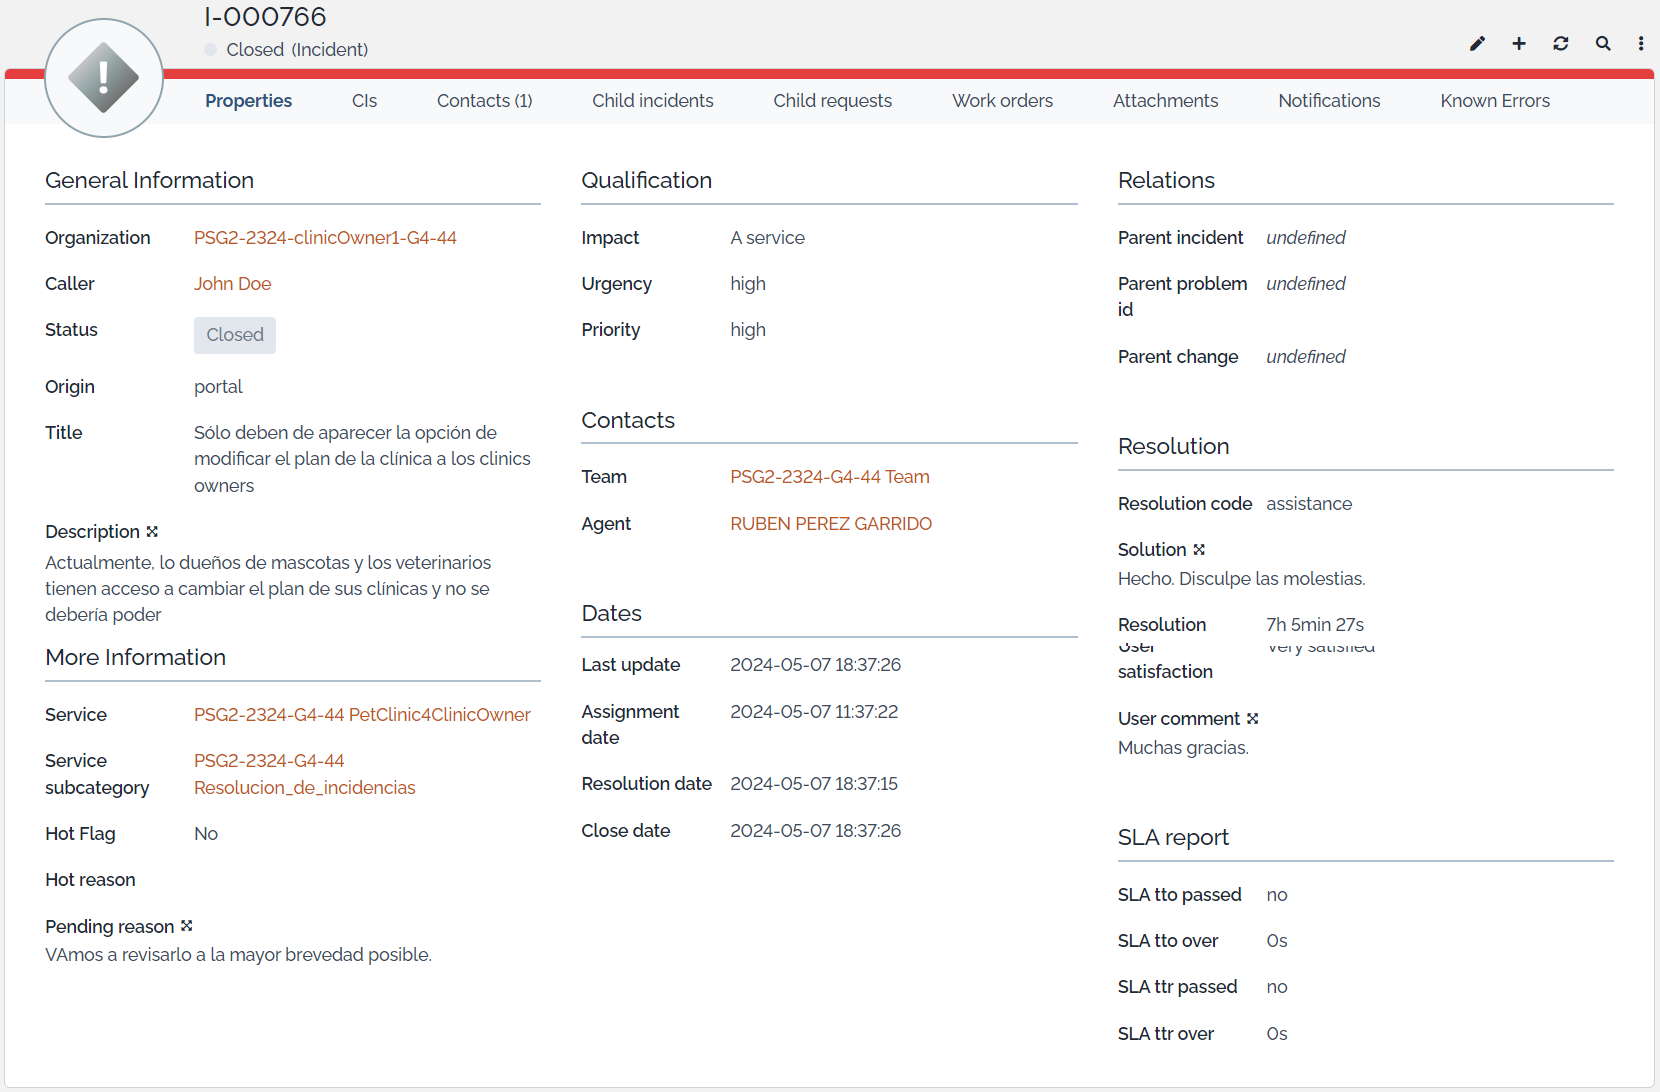 I-000766
Closed (Incident)
Properties
CIs
Contacts (1)
Child incidents
Child requests
Work orders
Attachments
Notifications
Known Errors
General Information
Organization PSG2-2324-clinicOwner1-G4-44
Caller John Doe
Status Closed
Origin portal
Title Sólo deben de aparecer la opción de
modificar el plan de la clínica a los clinics
owners
Description
Actualmente, lo dueños de mascotas y los veterinarios
tienen acceso a cambiar el plan de sus clínicas y no se
debería poder
More Information
Service PSG2-2324-G4-44 PetClinic4ClinicOwner
Service PSG2-2324-G4-44
subcategory Resolucion_de_incidencias
Hot Flag No
Hot reason
Pending reason
VAmos a revisarlo a la mayor brevedad posible.
Qualification
Impact A service
Urgency high
Priority high
Contacts
Team PSG2-2324-G4-44 Team
Agent RUBEN PEREZ GARRIDO
Dates
Last update 2024-05-07 18:37:26
Assignment 2024-05-07 11:37:22
date
Resolution date 2024-05-07 18:37:15
Close date 2024-05-07 18:37:26
Relations
Parent incident undefined
Parent problem undefined
id
Parent change undefined
Resolution
Resolution code assistance
Solution
Hecho. Disculpe las molestias.
Resolution 7h 5min 27s
User Very satisfied
satisfaction
User comment
Muchas gracias.
SLA report
SLA tto passed no
SLA tto over 0s
SLA ttr passed no
SLA ttr over 0s